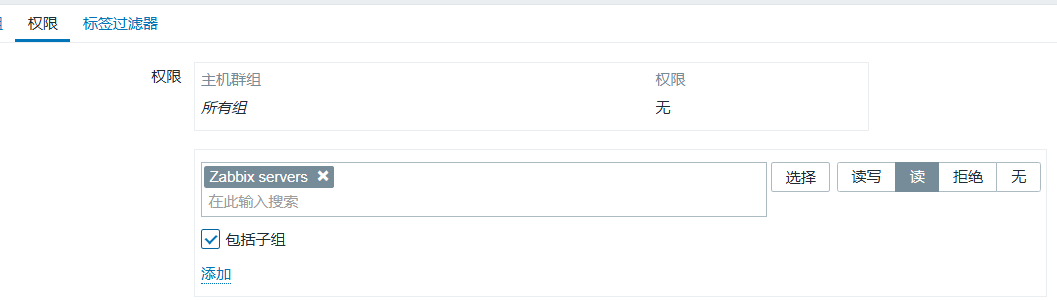 权限 标签过滤器
权限 主机群组 权限
所有组 无
Zabbix servers 选择 读写 读 拒绝 无
在此输入搜索
包括子组
添加